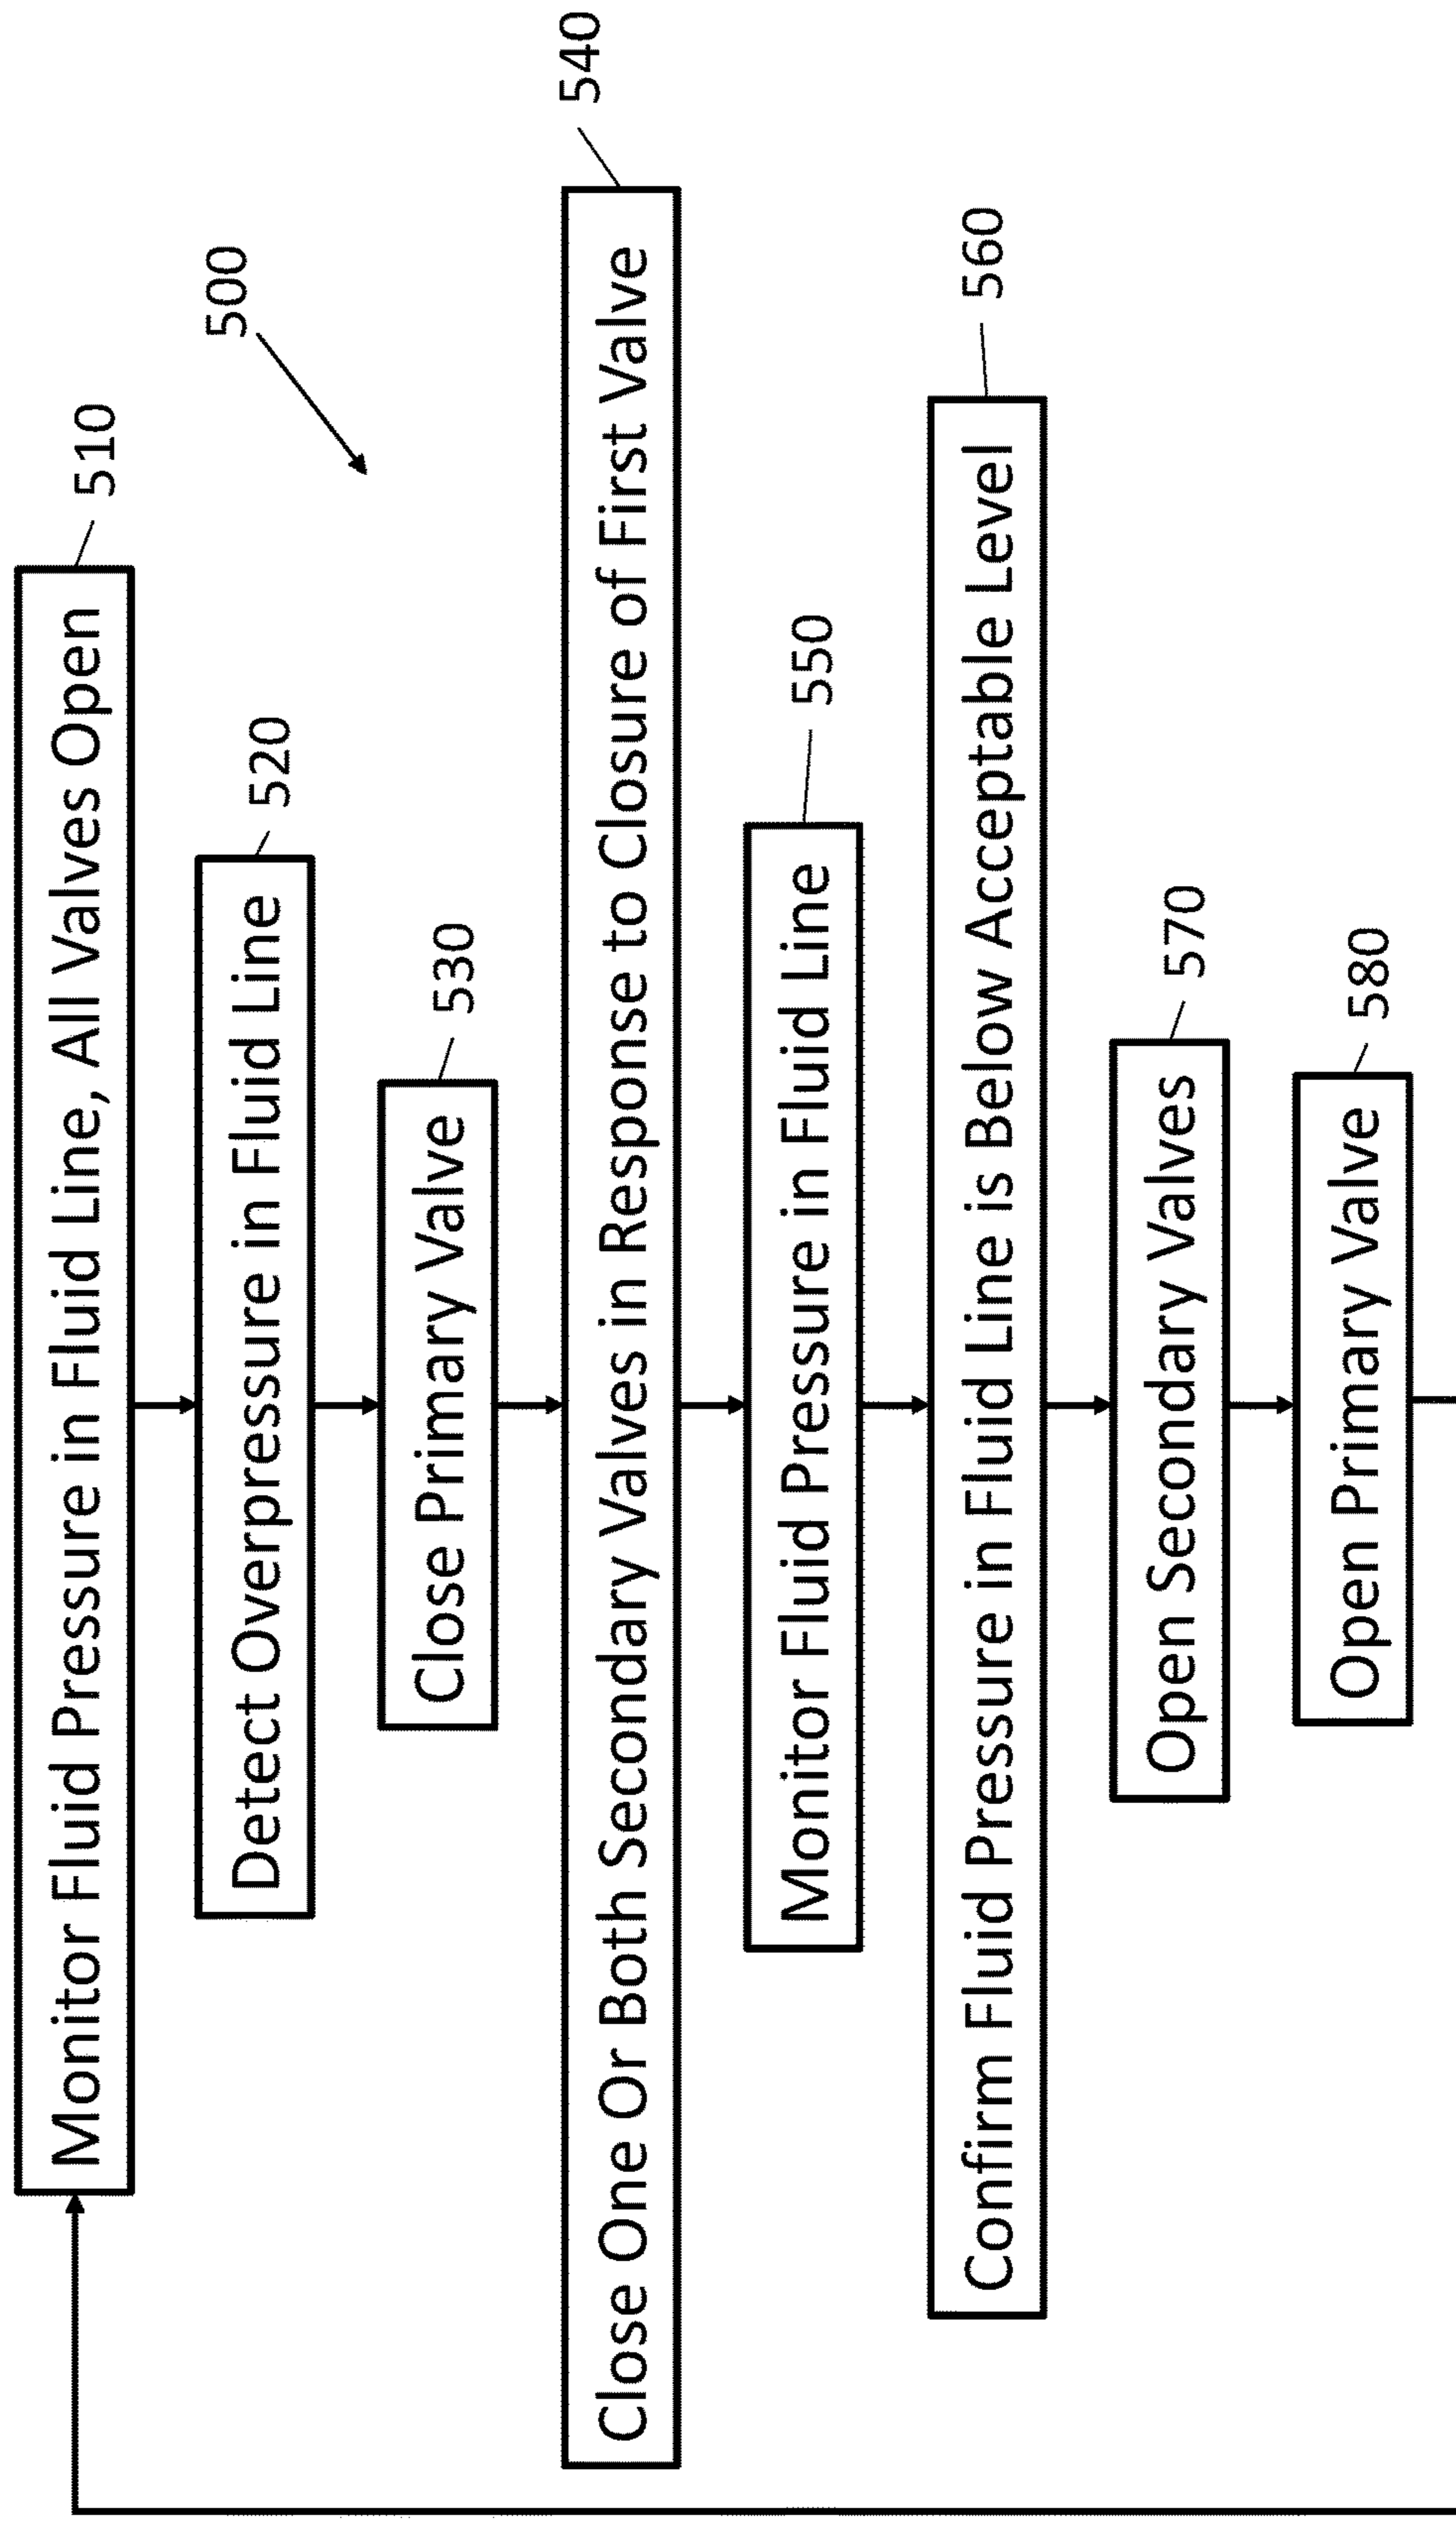 Monitor Fluid Pressure in Fluid Line, All Valves Open
510
500
Detect Overpressure in Fluid Line
520
Close Primary Valve
530
Close One Or Both Secondary Valves in Response to Closure of First Valve
540
Monitor Fluid Pressure in Fluid Line
550
Confirm Fluid Pressure in Fluid Line is Below Acceptable Level
560
Open Secondary Valves
570
Open Primary Valve
580